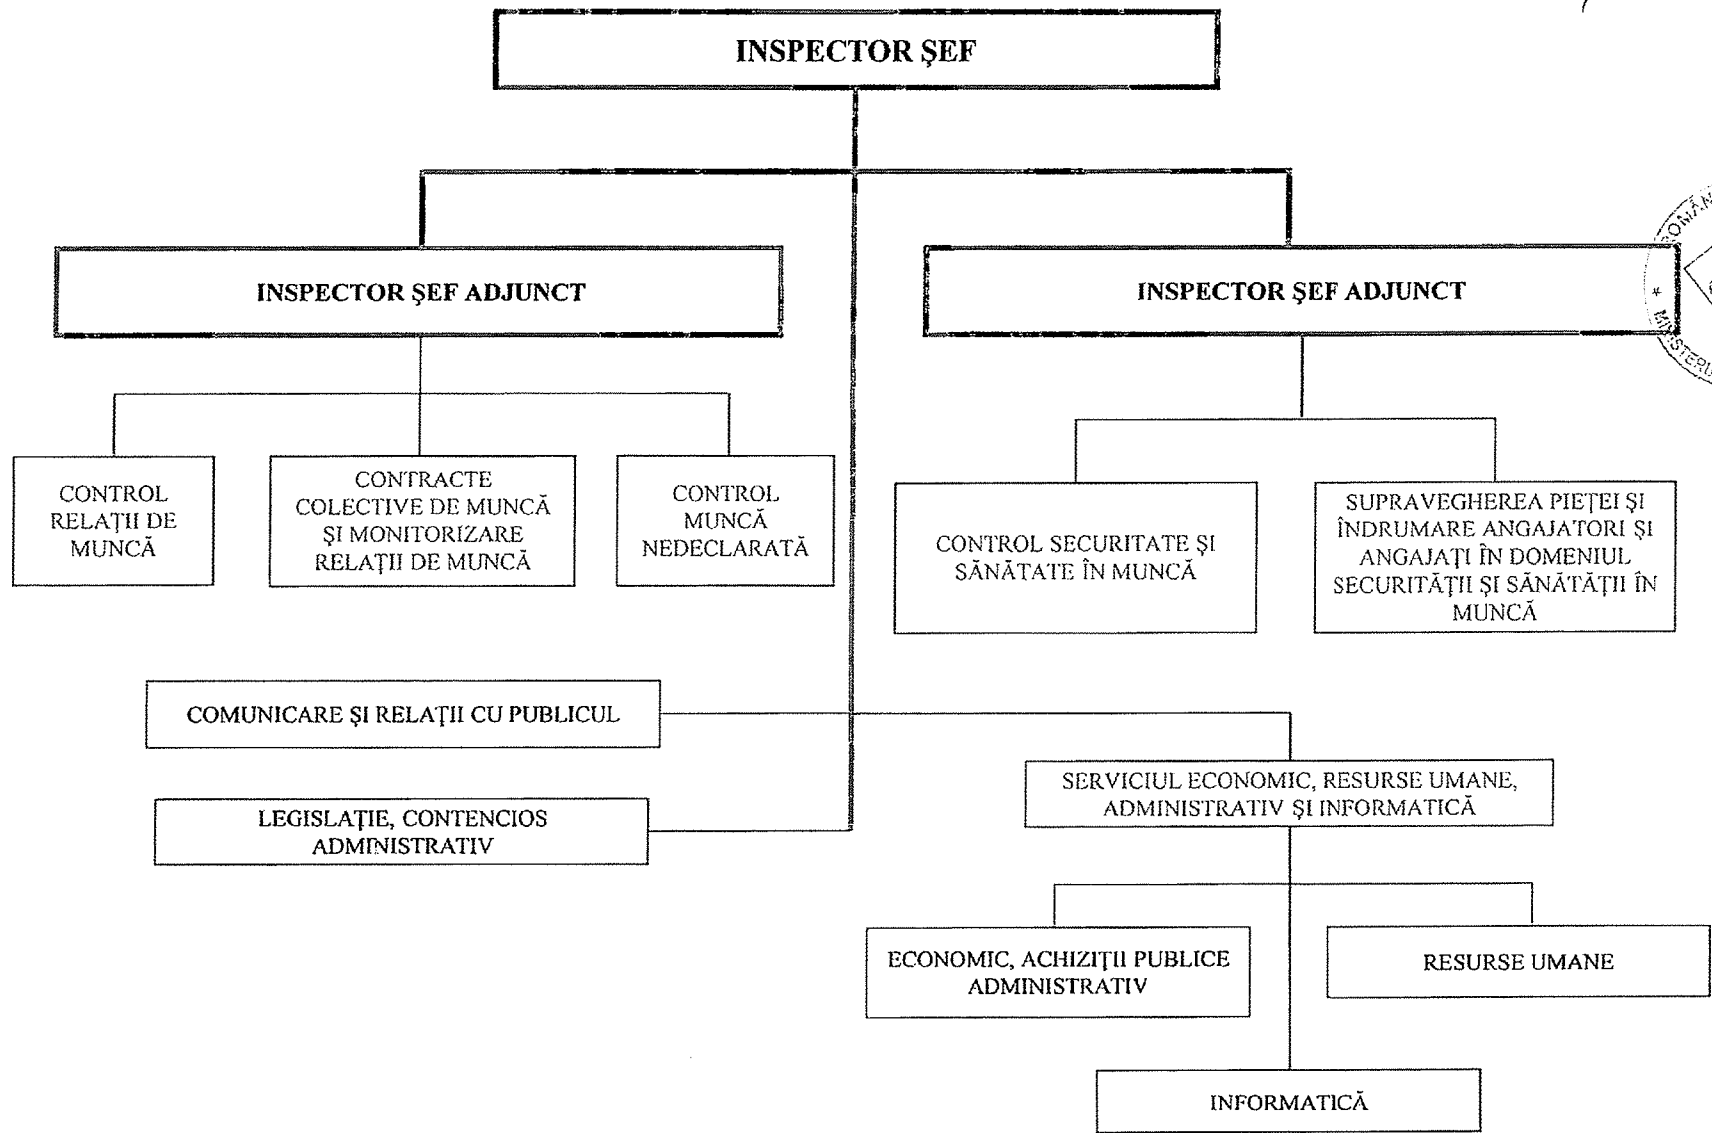 INSPECTOR ŞEF
INSPECTOR ŞEF ADJUNCT
INSPECTOR ŞEF ADJUNCT
CONTROL
RELAŢII DE
MUNCĂ
CONTRACTE
COLECTIVE DE MUNCĂ
ŞI MONITORIZARE
RELAŢII DE MUNCĂ
CONTROL
MUNCĂ
NEDECLARATĂ
CONTROL SECURITATE ŞI
SĂNĂTATE ÎN MUNCĂ
SUPRAVEGHEREA PIEŢEI ŞI
ÎNDRUMARE ANGAJATORI ŞI
ANGAJAŢI ÎN DOMENIUL
SECURITĂŢII ŞI SĂNĂTĂŢII ÎN
MUNCĂ
COMUNICARE ŞI RELAŢII CU PUBLICUL
SERVICIUL ECONOMIC, RESURSE UMANE,
ADMINISTRATIV ŞI INFORMATICĂ
LEGISLAŢIE, CONTENCIOS
ADMINISTRATIV
ECONOMIC, ACHIZIŢII PUBLICE
ADMINISTRATIV
RESURSE UMANE
INFORMATICĂ